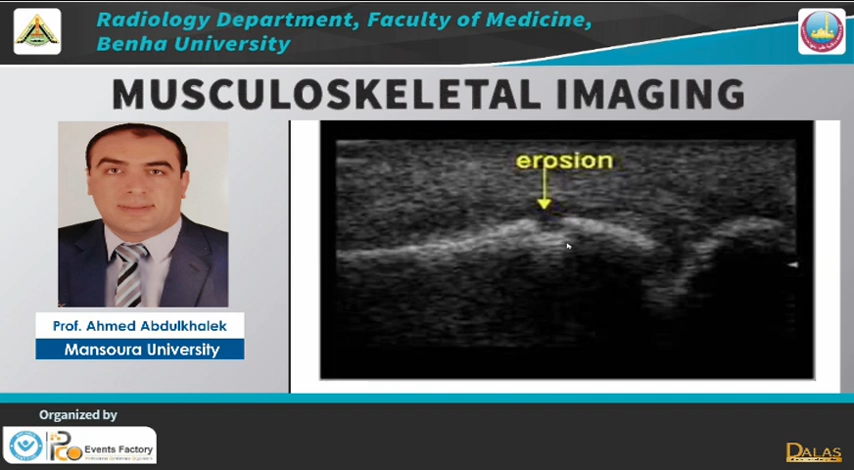 Radiology Department, Faculty of Medicine,
Benha University
MUSCULOSKELETAL IMAGING
erosion
Prof. Ahmed Abdulkhalek
Mansoura University
Organized by
Pco Events Factory
DALAS